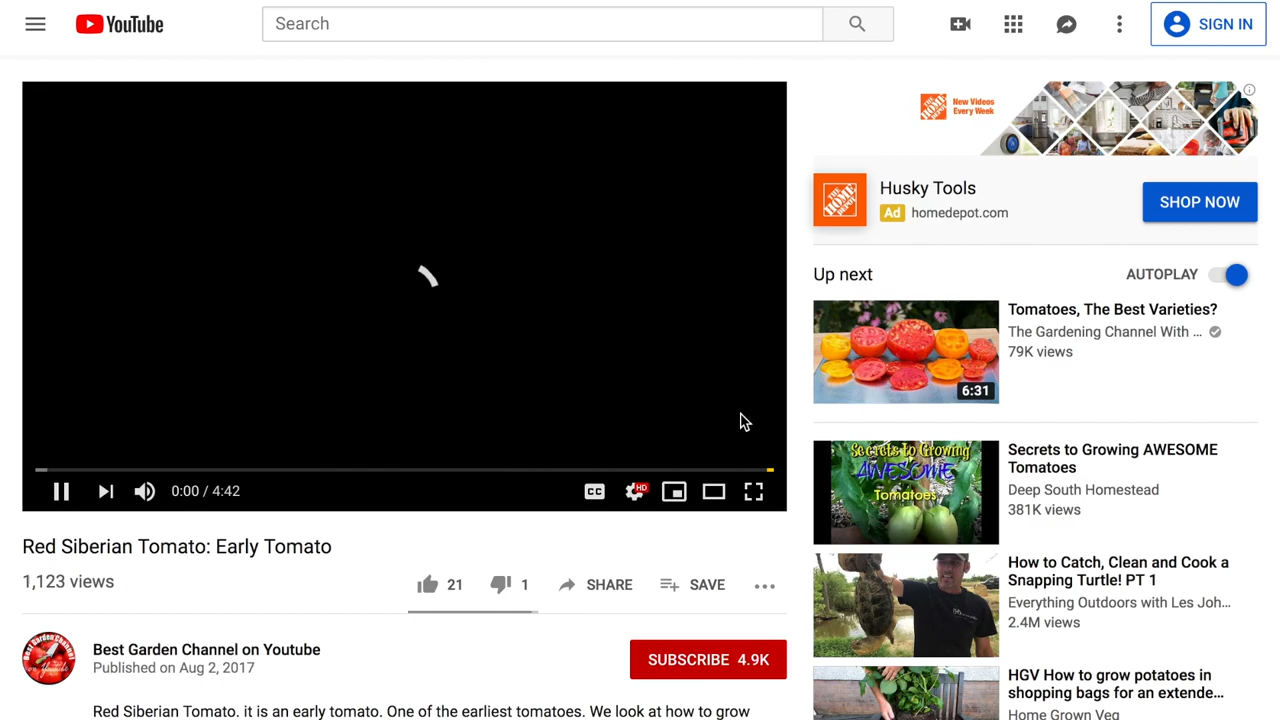 YouTube
Search
SIGN IN
New Videos
Every Week
THE HOME DEPOT
Husky Tools
Ad homedepot.com
SHOP NOW
Up next
AUTOPLAY
Tomatoes, The Best Varieties?
The Gardening Channel With ...
79K views
6:31
Secrets to Growing
AWESOME
Tomatoes
Secrets to Growing AWESOME
Tomatoes
Deep South Homestead
381K views
How to Catch, Clean and Cook a
Snapping Turtle! PT 1
Everything Outdoors with Les Joh...
2.4M views
HGV How to grow potatoes in
shopping bags for an extende...
Home Grown Veg
0:00 / 4:42
CC
HD
Red Siberian Tomato: Early Tomato
1,123 views
21
1
SHARE
SAVE
Best Garden Channel on Youtube
Published on Aug 2, 2017
SUBSCRIBE 4.9K
Red Siberian Tomato. it is an early tomato. One of the earliest tomatoes. We look at how to grow